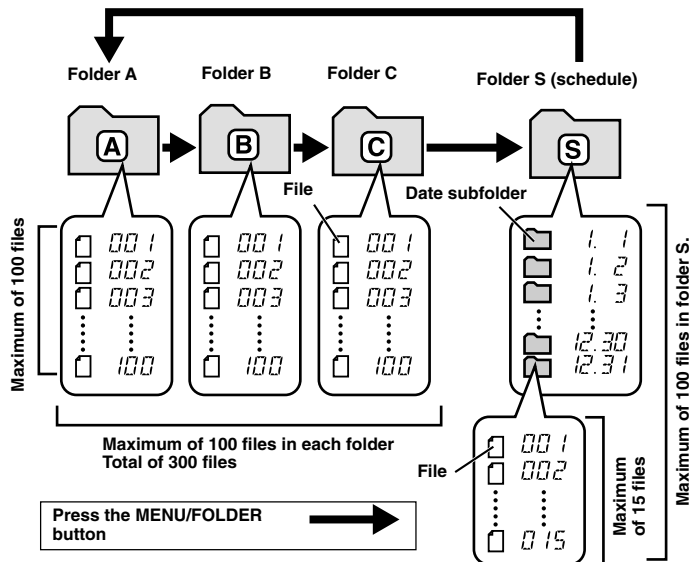 Folder A
Folder B
Folder C
Folder S (schedule)
A
B
C
S
File
Date subfolder
Maximum of 100 files
001
002
003
100
001
002
003
100
001
002
003
100
1. 1
1. 2
1. 3
12.30
12.31
Maximum of 100 files in folder S.
Maximum of 100 files in each folder
Total of 300 files
File
001
002
015
Maximum
of 15 files
Press the MENU/FOLDER
button